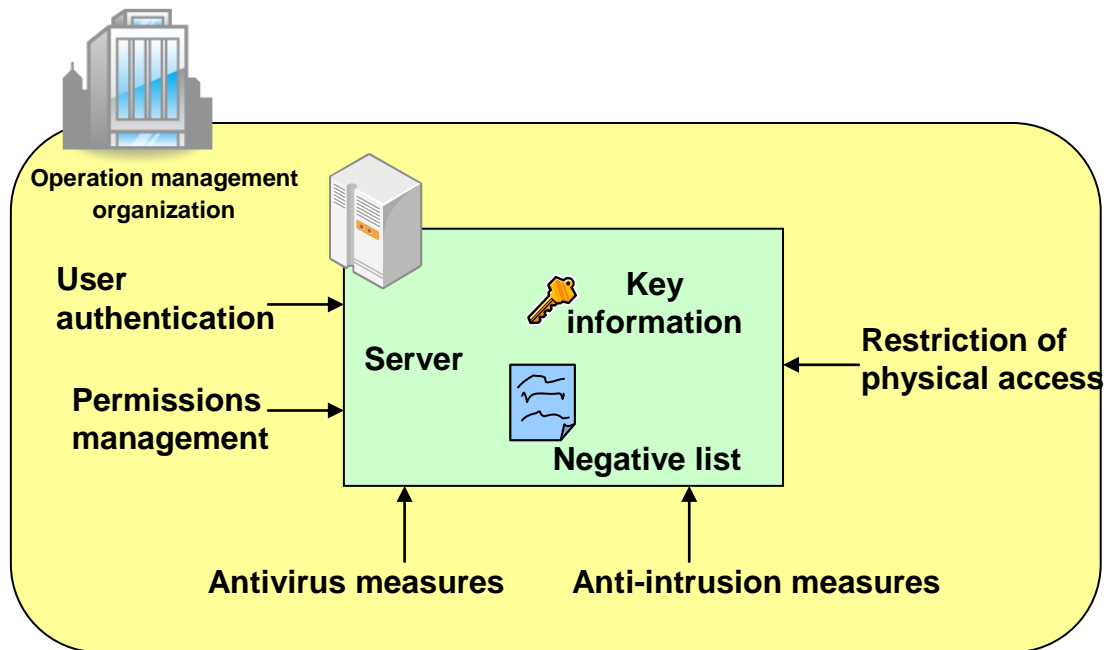 Operation management
organization
User
authentication
Key
information
Server
Restriction of
physical access
Permissions
management
Negative list
Antivirus measures
Anti-intrusion measures